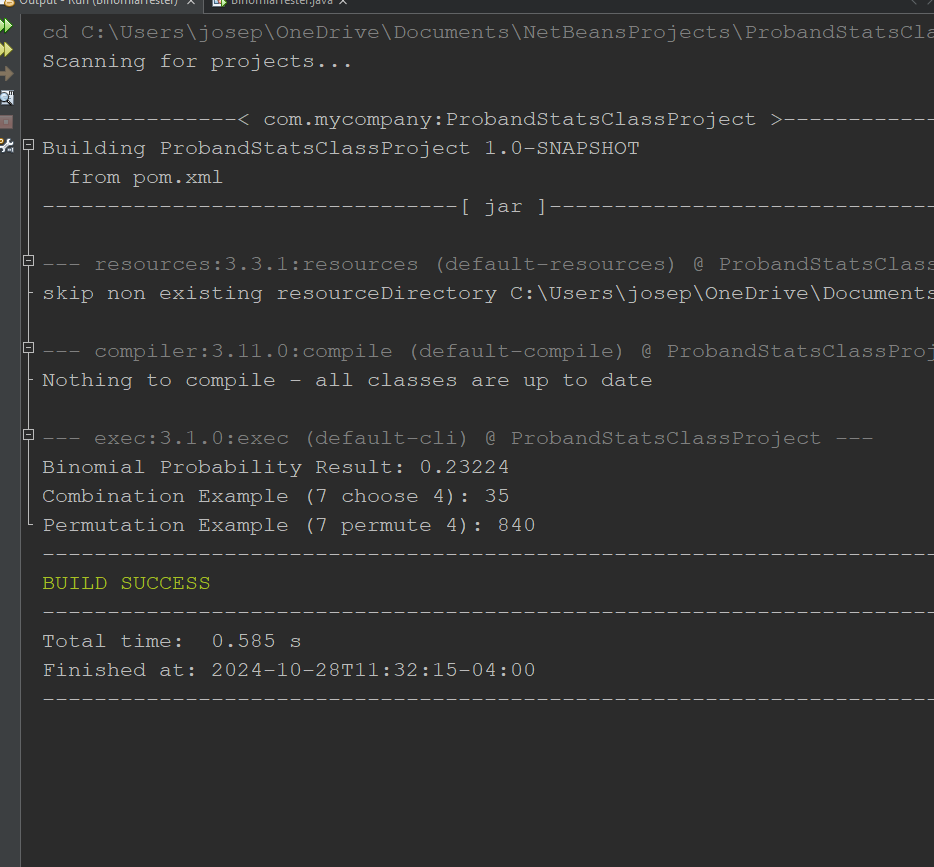 Output - Run (BinomialTester) × BinomialTester.java ×
cd C:\Users\josep\OneDrive\Documents\NetBeansProjects\ProbandStatsCla
Scanning for projects...
---------------< com.mycompany:ProbandStatsClassProject >------------
Building ProbandStatsClassProject 1.0-SNAPSHOT
from pom.xml
--------------------------------[ jar ]------------------------------
--- resources:3.3.1:resources (default-resources) @ ProbandStatsClass
skip non existing resourceDirectory C:\Users\josep\OneDrive\Documents
--- compiler:3.11.0:compile (default-compile) @ ProbandStatsClassProj
Nothing to compile - all classes are up to date
--- exec:3.1.0:exec (default-cli) @ ProbandStatsClassProject ---
Binomial Probability Result: 0.23224
Combination Example (7 choose 4): 35
Permutation Example (7 permute 4): 840
---------------------------------------------------------------------
BUILD SUCCESS
---------------------------------------------------------------------
Total time:  0.585 s
Finished at: 2024-10-28T11:32:15-04:00
---------------------------------------------------------------------